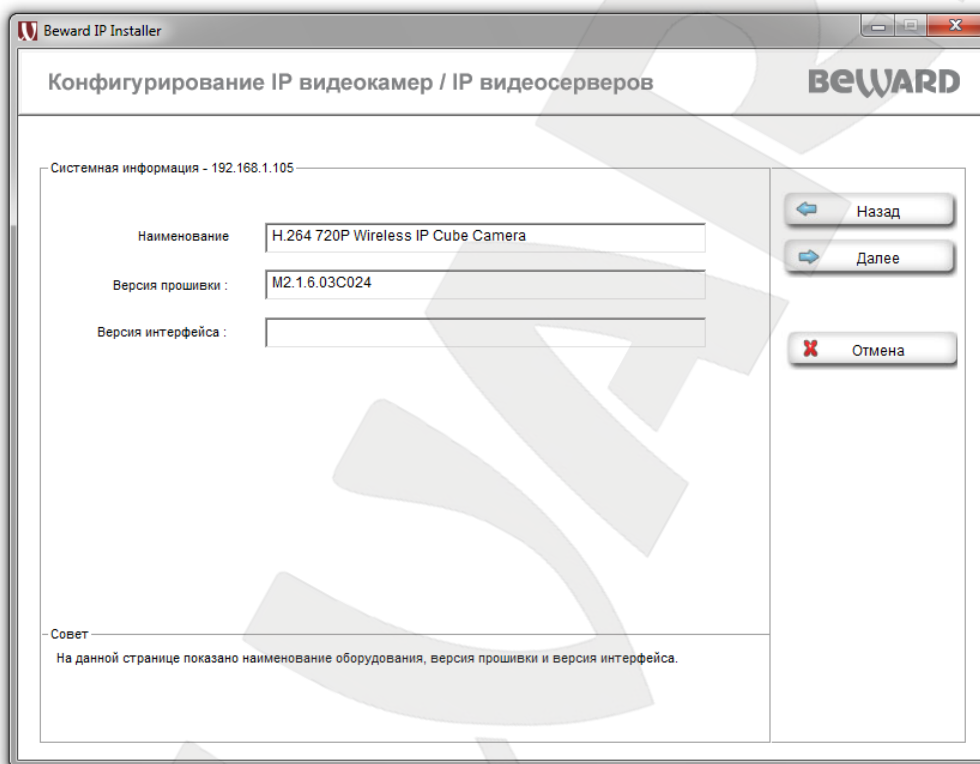 Beward IP Installer
Конфигурирование IP видеокамер / IP видеосерверов
BEWARD
Системная информация - 192.168.1.105
Назад
Наименование
H.264 720P Wireless IP Cube Camera
Далее
Версия прошивки :
M2.1.6.03C024
Версия интерфейса :
Отмена
Совет
На данной странице показано наименование оборудования, версия прошивки и версия интерфейса.